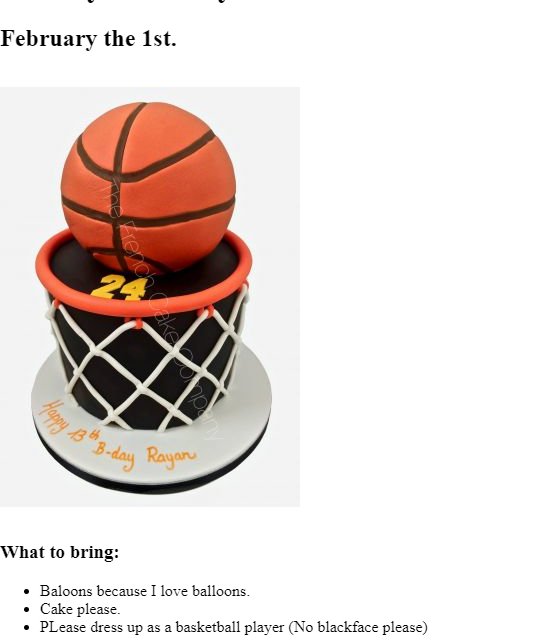 February the 1st.
24
The French Cake Company
Happy 13th
B-day Rayan
What to bring:
Baloons because I love balloons.
Cake please.
PLease dress up as a basketball player (No blackface please)